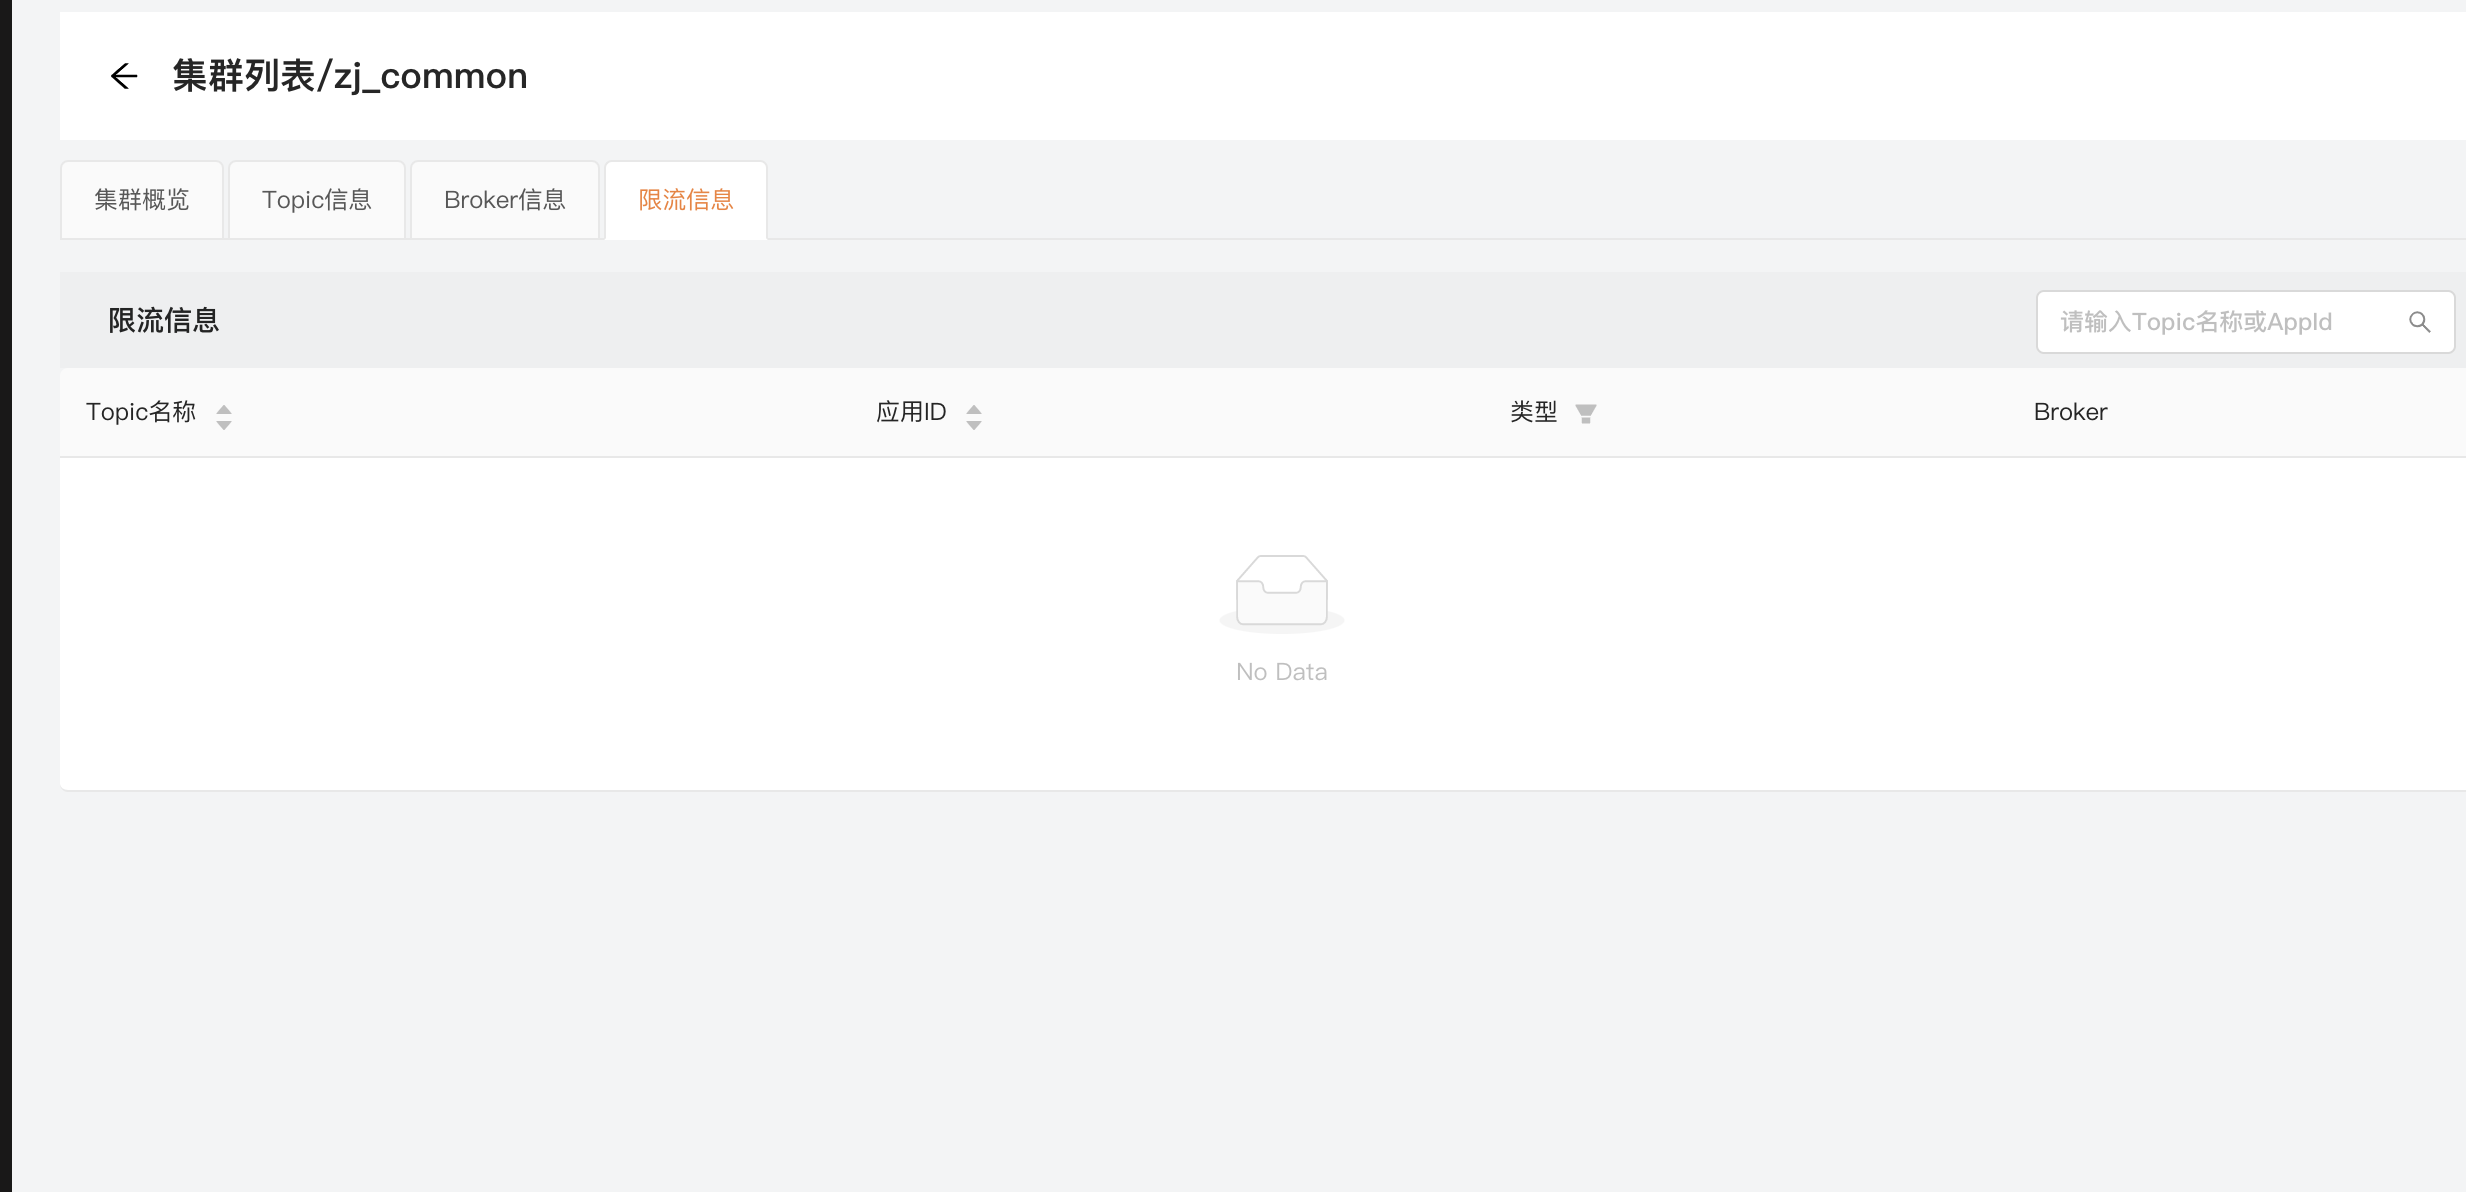 集群列表/zj_common
集群概览 Topic信息 Broker信息 限流信息
限流信息 请输入Topic名称或AppId
Topic名称 应用ID 类型 Broker
No Data